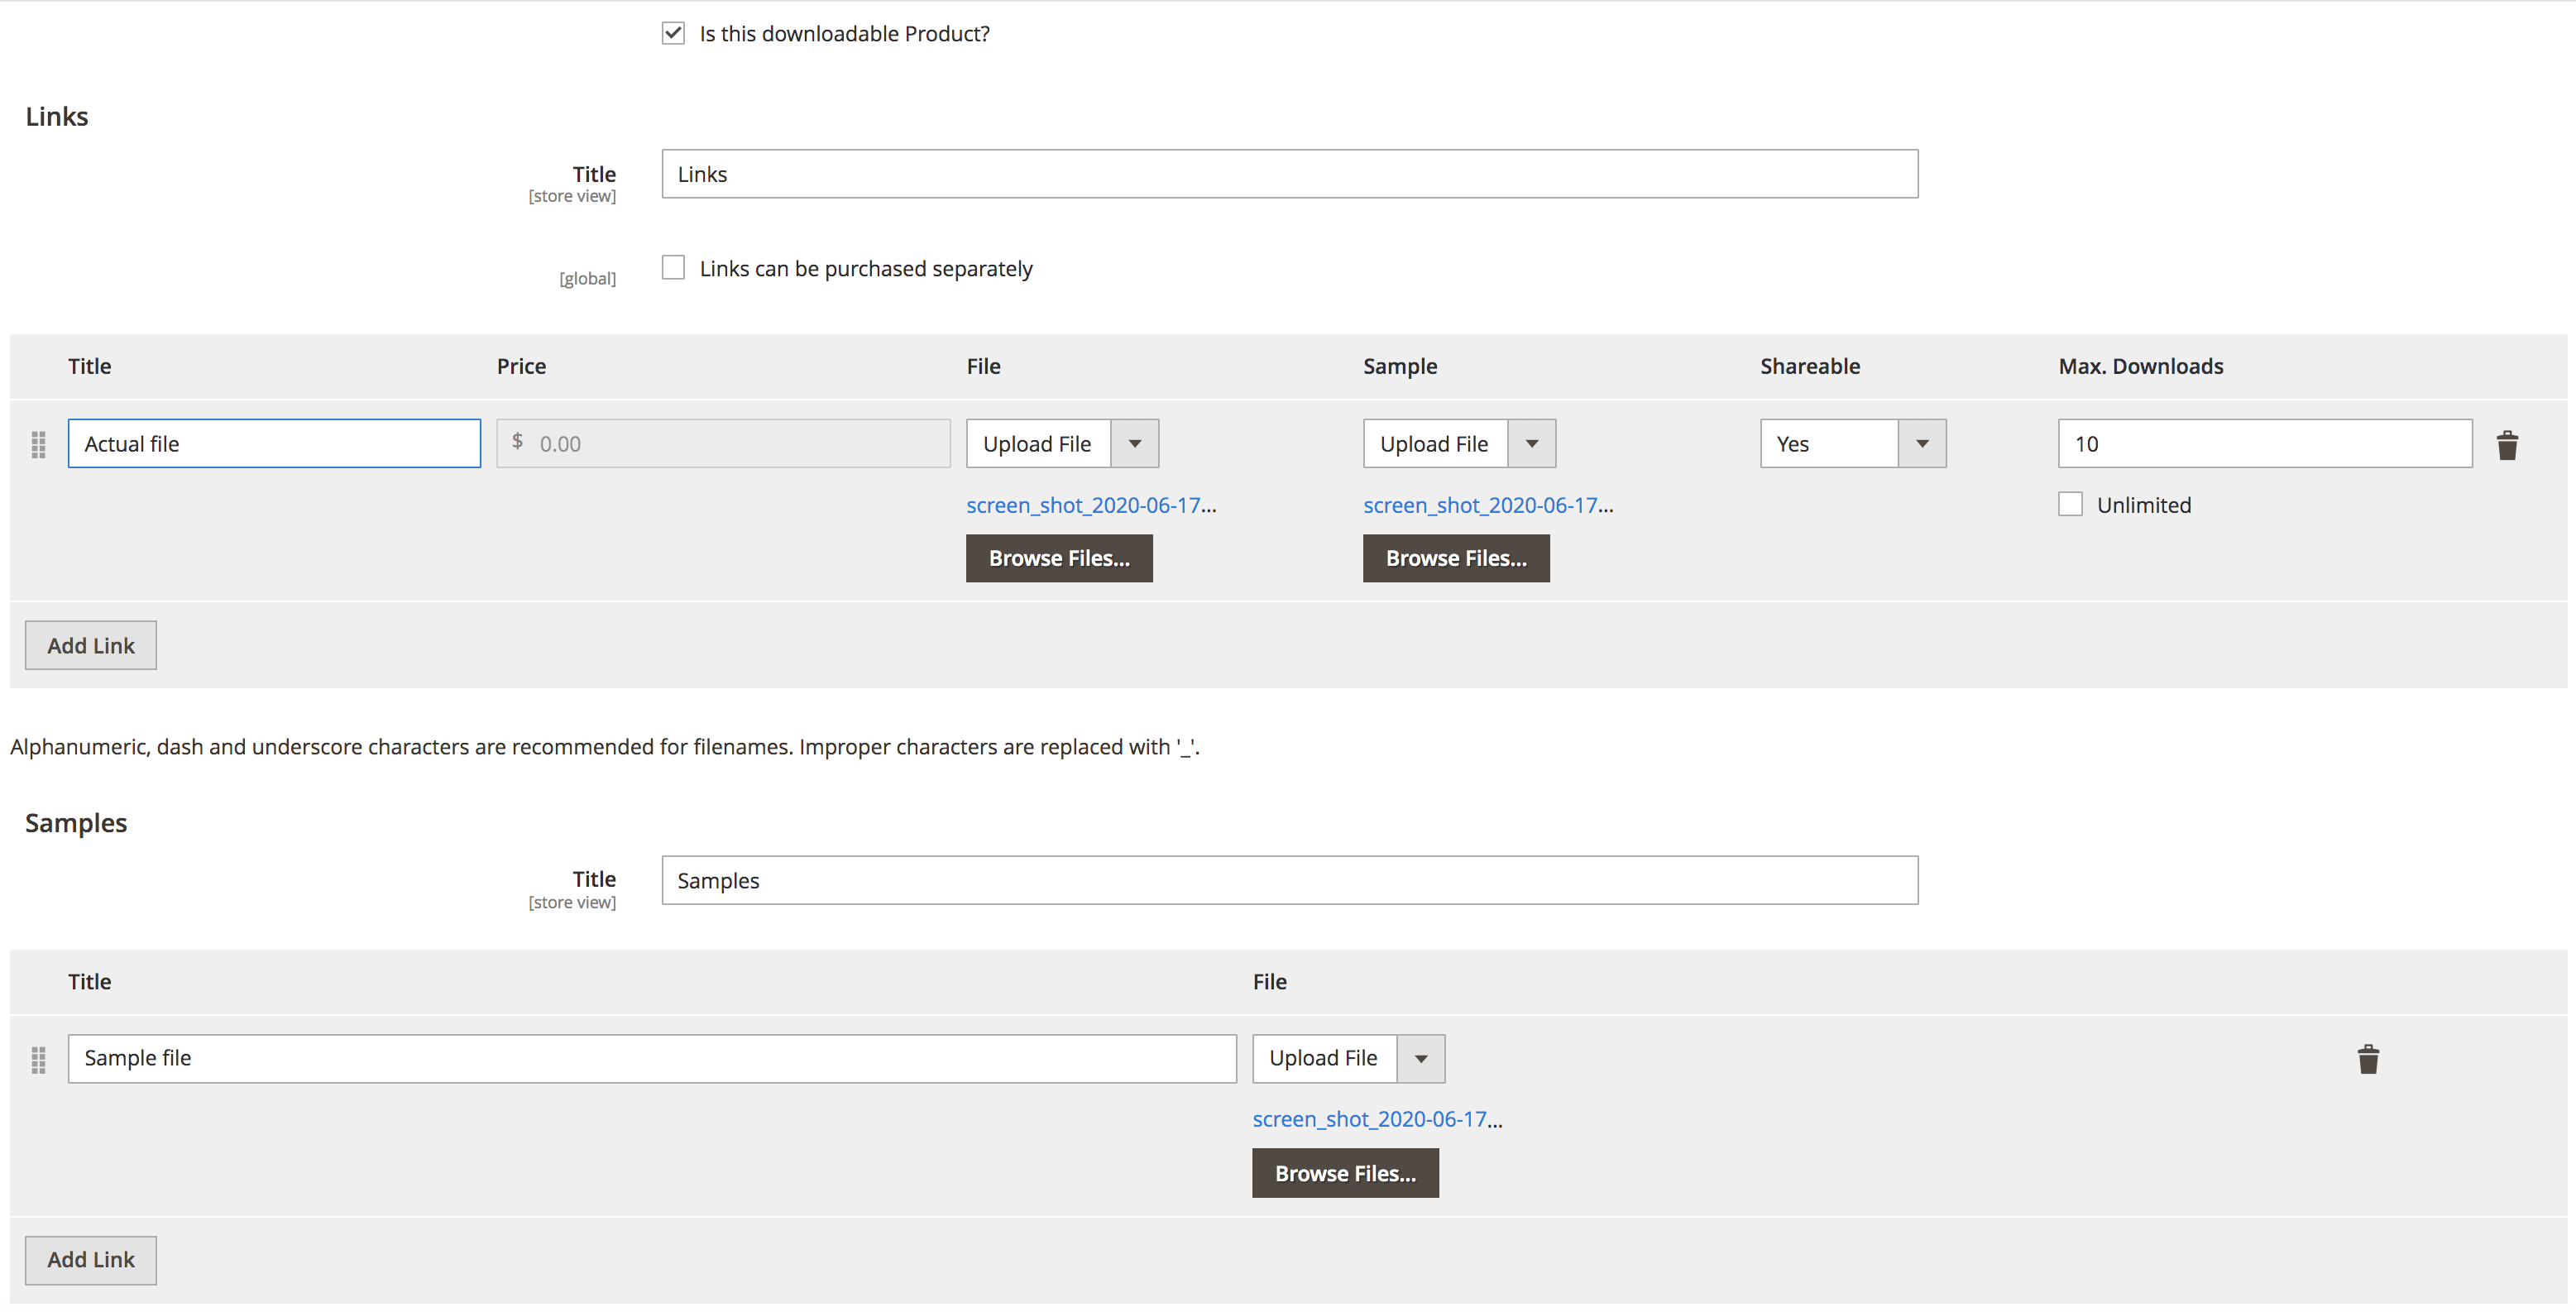 Is this downloadable Product?
Links
Title
[store view]
Links
[global]
Links can be purchased separately
Title Price File Sample Shareable Max. Downloads
Actual file $ 0.00 Upload File Upload File Yes 10
screen_shot_2020-06-17... screen_shot_2020-06-17... Unlimited
Browse Files... Browse Files...
Add Link
Alphanumeric, dash and underscore characters are recommended for filenames. Improper characters are replaced with '_'.
Samples
Title
[store view]
Samples
Title File
Sample file Upload File
screen_shot_2020-06-17...
Browse Files...
Add Link